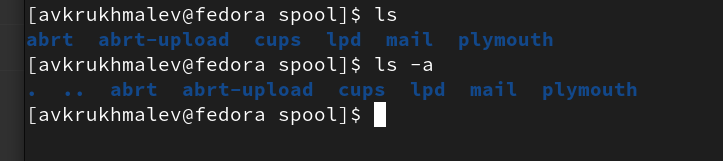 [avkrukhmalev@fedora spool]$ ls
abrt  abrt-upload  cups  lpd  mail  plymouth
[avkrukhmalev@fedora spool]$ ls -a
.  ..  abrt  abrt-upload  cups  lpd  mail  plymouth
[avkrukhmalev@fedora spool]$